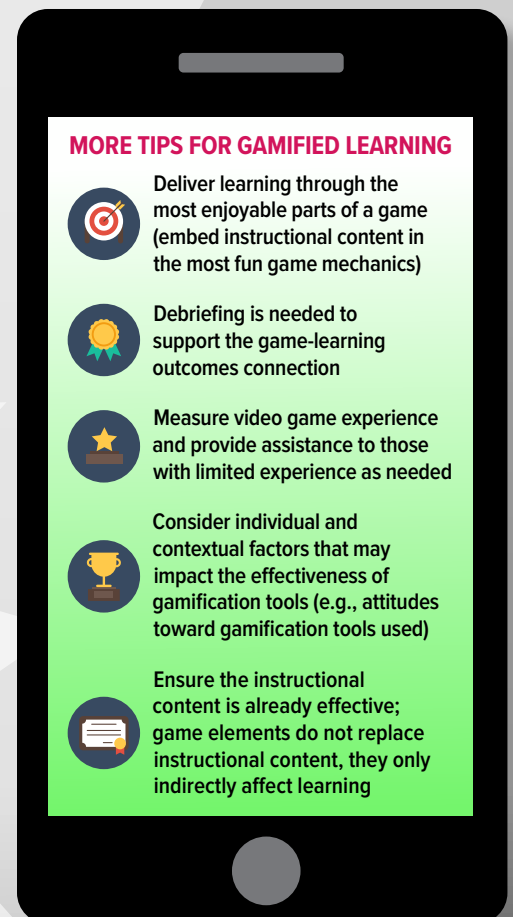 MORE TIPS FOR GAMIFIED LEARNING
Deliver learning through the
most enjoyable parts of a game
(embed instructional content in
the most fun game mechanics)
Debriefing is needed to
support the game-learning
outcomes connection
Measure video game experience
and provide assistance to those
with limited experience as needed
Consider individual and
contextual factors that may
impact the effectiveness of
gamification tools (e.g., attitudes
toward gamification tools used)
Ensure the instructional
content is already effective;
game elements do not replace
instructional content, they only
indirectly affect learning